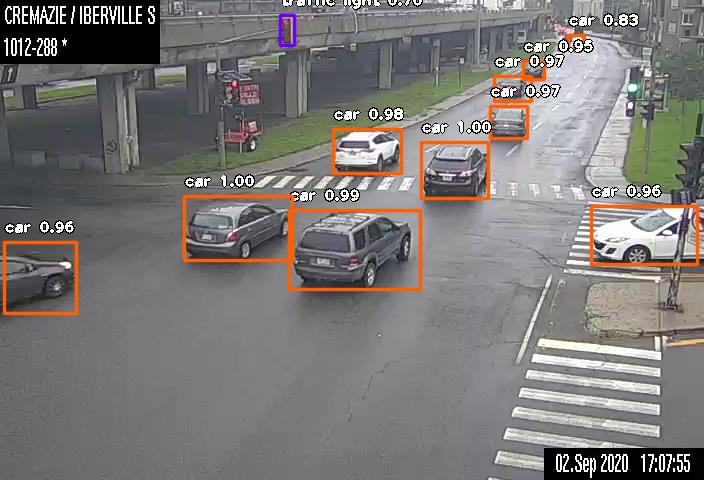 CREMAZIE / IBERVILLE S
1012-288 *
traffic light 0.70
car 0.83
car 0.95
car 0.97
car 0.97
car 0.98
car 1.00
car 1.00
car 0.99
car 0.96
car 0.96
02.Sep 2020 17:07:55